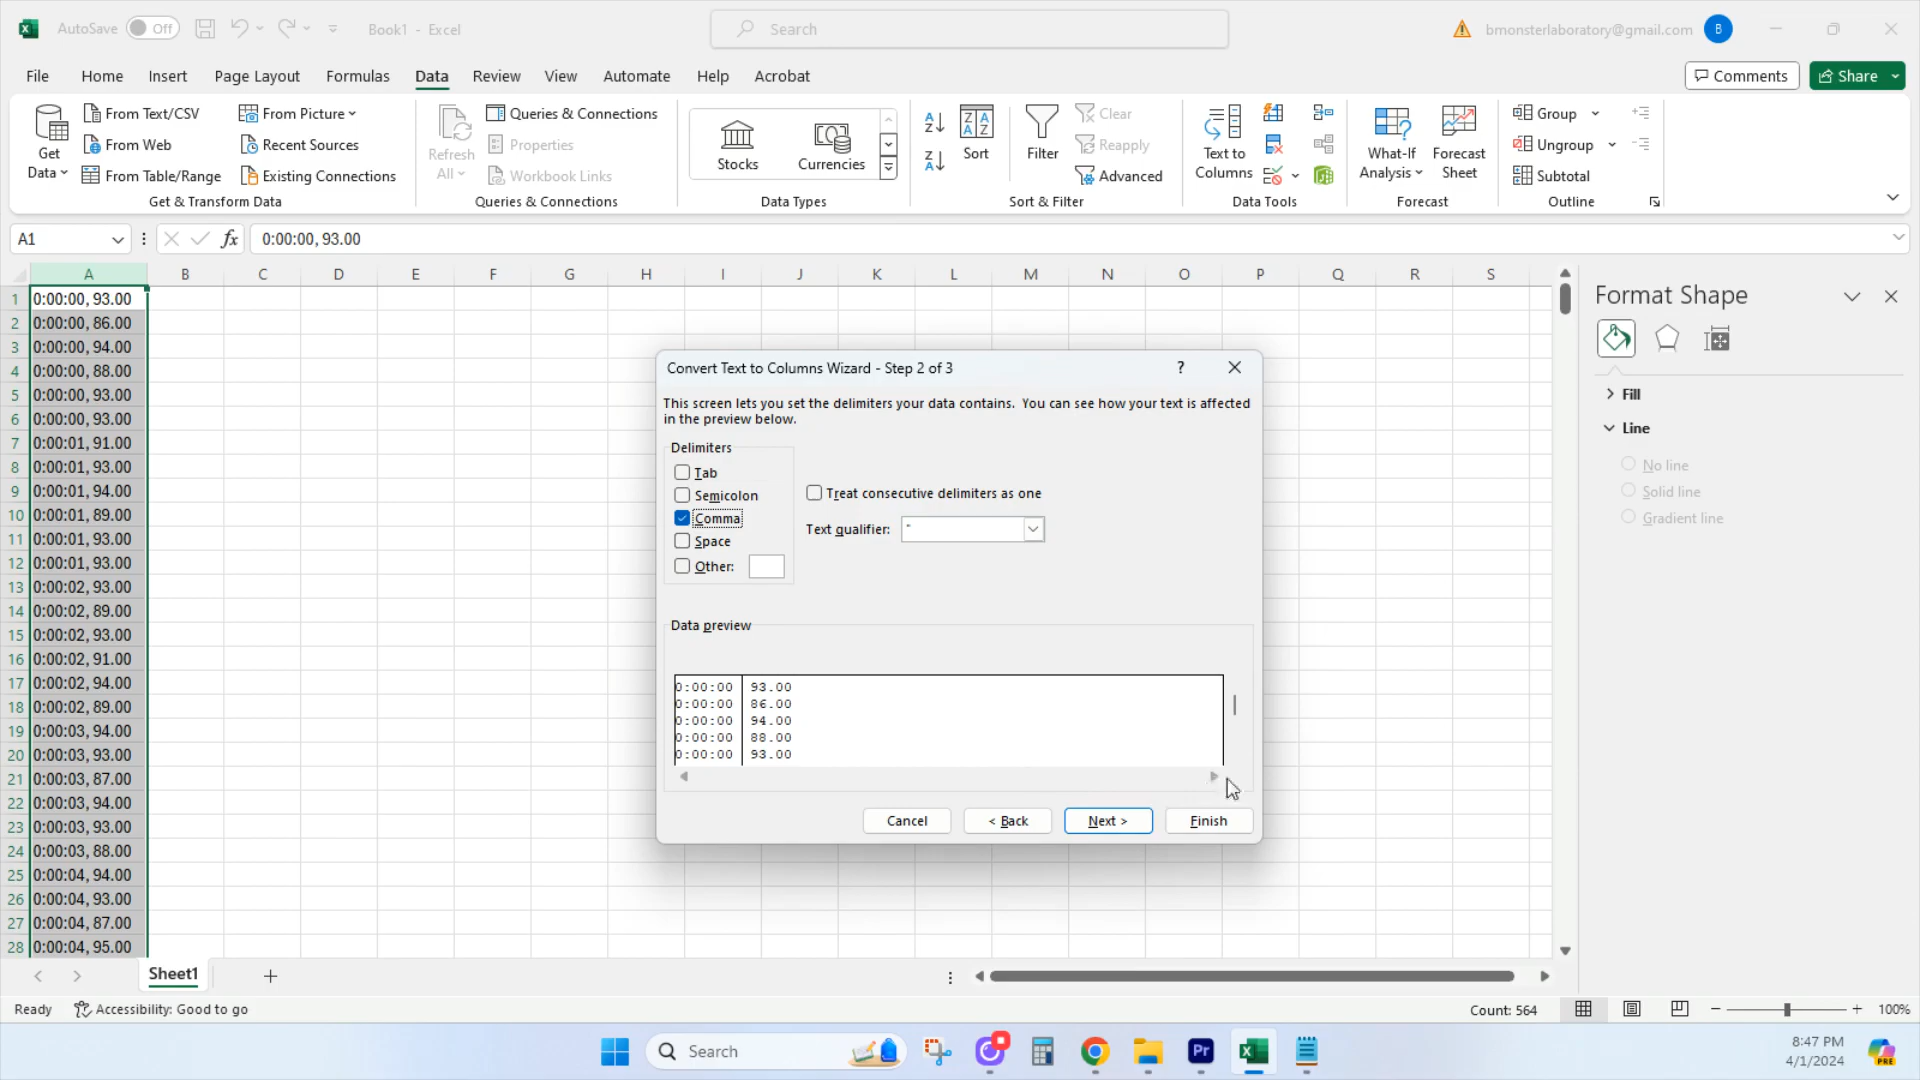 AutoSave Off Book1 - Excel Search bmonsterlaboratory@gmail.com B
File Home Insert Page Layout Formulas Data Review View Automate Help Acrobat Comments Share
Get Data From Text/CSV From Web From Table/Range From Picture Recent Sources Existing Connections
Get & Transform Data
Refresh All Queries & Connections Properties Workbook Links
Queries & Connections
Stocks Currencies
Data Types
Sort Filter Clear Reapply Advanced
Sort & Filter
Text to Columns
Data Tools
What-If Analysis Forecast Sheet
Forecast
Group Ungroup Subtotal
Outline
A1 fx 0:00:00, 93.00
A B C D E F G H I J K L M N O P Q R S
1 0:00:00, 93.00
2 0:00:00, 86.00
3 0:00:00, 94.00
4 0:00:00, 88.00
5 0:00:00, 93.00
6 0:00:00, 93.00
7 0:00:01, 91.00
8 0:00:01, 93.00
9 0:00:01, 94.00
10 0:00:01, 89.00
11 0:00:01, 93.00
12 0:00:01, 93.00
13 0:00:02, 93.00
14 0:00:02, 89.00
15 0:00:02, 93.00
16 0:00:02, 91.00
17 0:00:02, 94.00
18 0:00:02, 89.00
19 0:00:03, 94.00
20 0:00:03, 93.00
21 0:00:03, 87.00
22 0:00:03, 94.00
23 0:00:03, 93.00
24 0:00:03, 88.00
25 0:00:04, 94.00
26 0:00:04, 93.00
27 0:00:04, 87.00
28 0:00:04, 95.00
Convert Text to Columns Wizard - Step 2 of 3 ?
This screen lets you set the delimiters your data contains. You can see how your text is affected
in the preview below.
Delimiters
Tab
Semicolon
Comma
Space
Other:
Treat consecutive delimiters as one
Text qualifier: "
Data preview
0:00:00 93.00
0:00:00 86.00
0:00:00 94.00
0:00:00 88.00
0:00:00 93.00
Cancel < Back Next > Finish
Format Shape
Fill
Line
No line
Solid line
Gradient line
Sheet1
Ready Accessibility: Good to go Count: 564 100%
Search Pr 8:47 PM
4/1/2024 PRE